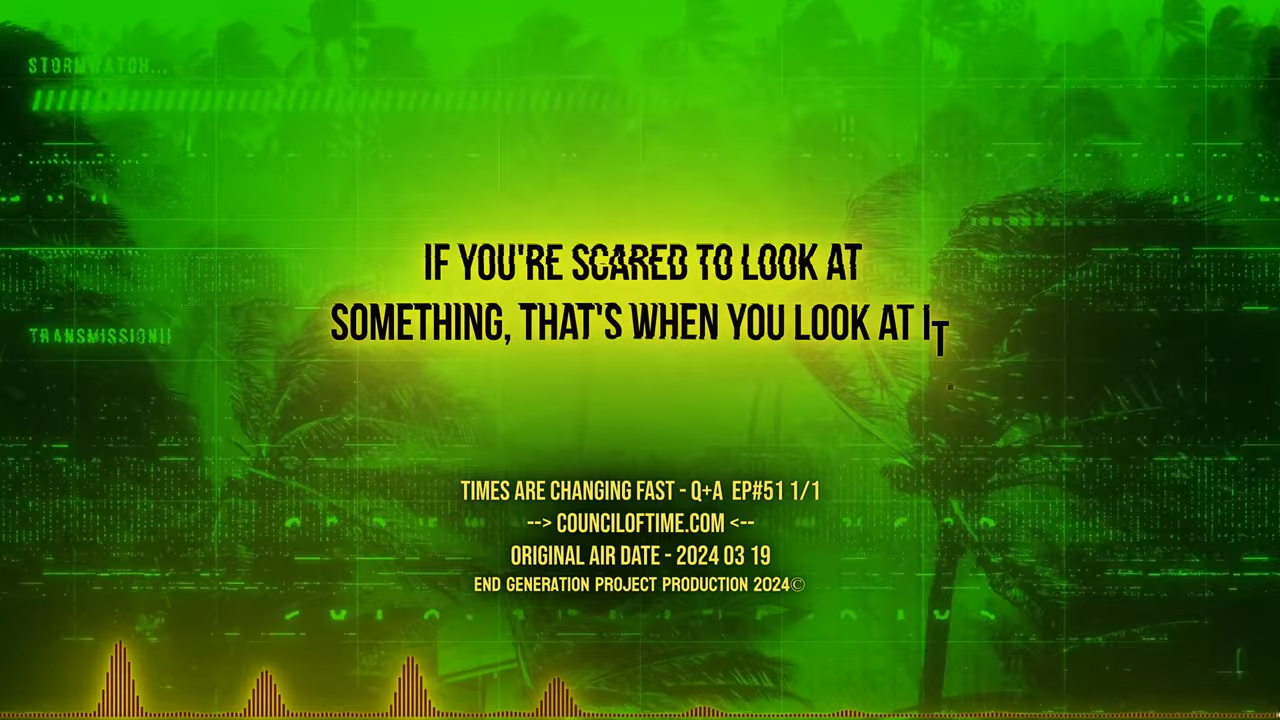 STORMWATCH...
IF YOU'RE SCARED TO LOOK AT
SOMETHING, THAT'S WHEN YOU LOOK AT IT
TRANSMISSION!!
TIMES ARE CHANGING FAST - Q+A EP#51 1/1
--> COUNCILOFTIME.COM <--
ORIGINAL AIR DATE - 2024 03 19
END GENERATION PROJECT PRODUCTION 2024©